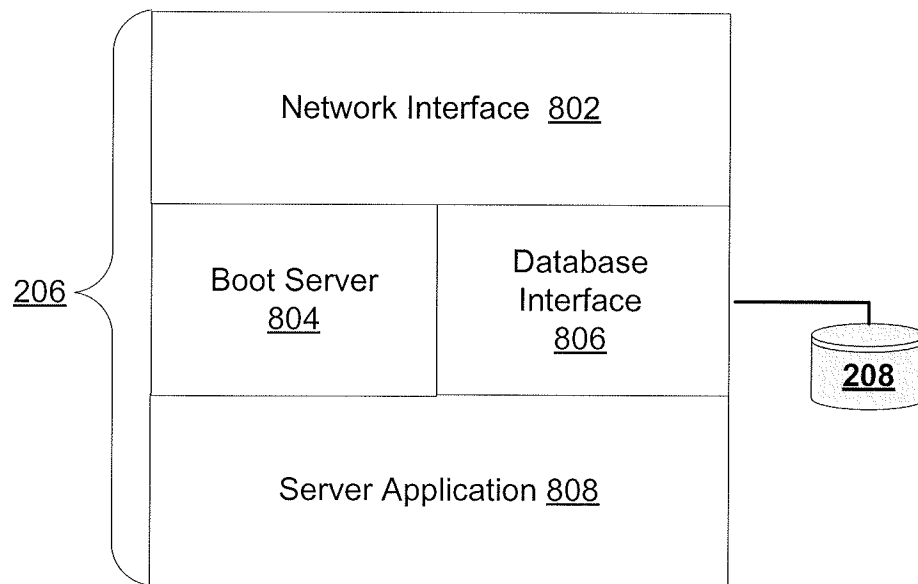 Network Interface 802
206
Boot Server
804
Database
Interface
806
208
Server Application 808